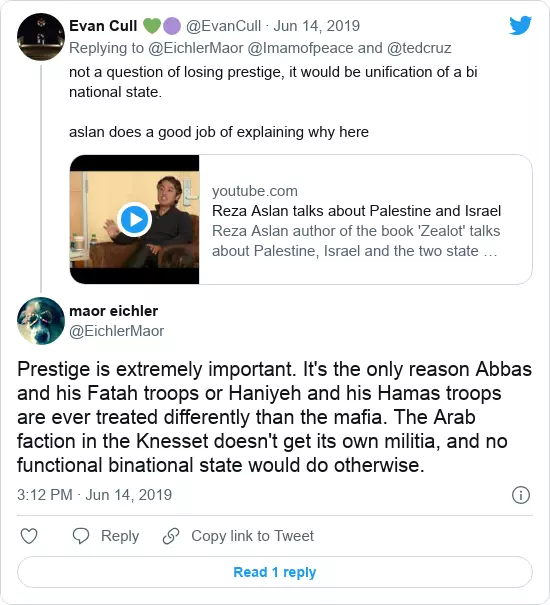 Evan Cull 💚🟣 @EvanCull · Jun 14, 2019
Replying to @EichlerMaor @Imamofpeace and @tedcruz
not a question of losing prestige, it would be unification of a bi
national state.
aslan does a good job of explaining why here
youtube.com
Reza Aslan talks about Palestine and Israel
Reza Aslan author of the book 'Zealot' talks
about Palestine, Israel and the two state …
maor eichler
@EichlerMaor
Prestige is extremely important. It's the only reason Abbas
and his Fatah troops or Haniyeh and his Hamas troops
are ever treated differently than the mafia. The Arab
faction in the Knesset doesn't get its own militia, and no
functional binational state would do otherwise.
3:12 PM · Jun 14, 2019
Reply
Copy link to Tweet
Read 1 reply